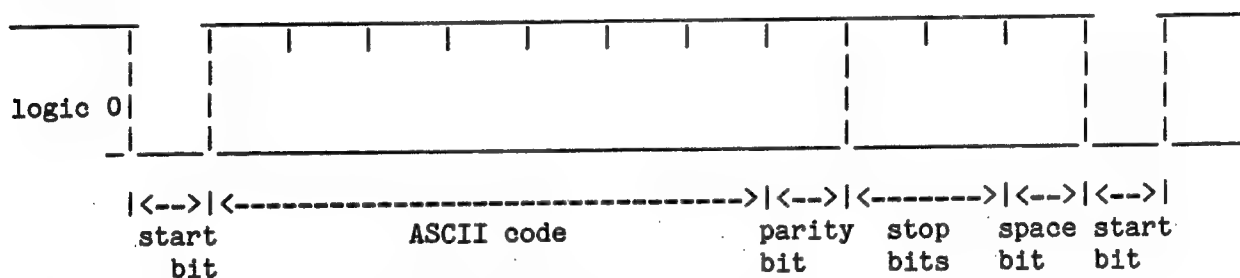 logic 0
|<-->|<---------------------------------->|<-->|<------->|<-->|<-->|
start ASCII code parity stop space start
bit bit bits bit bit